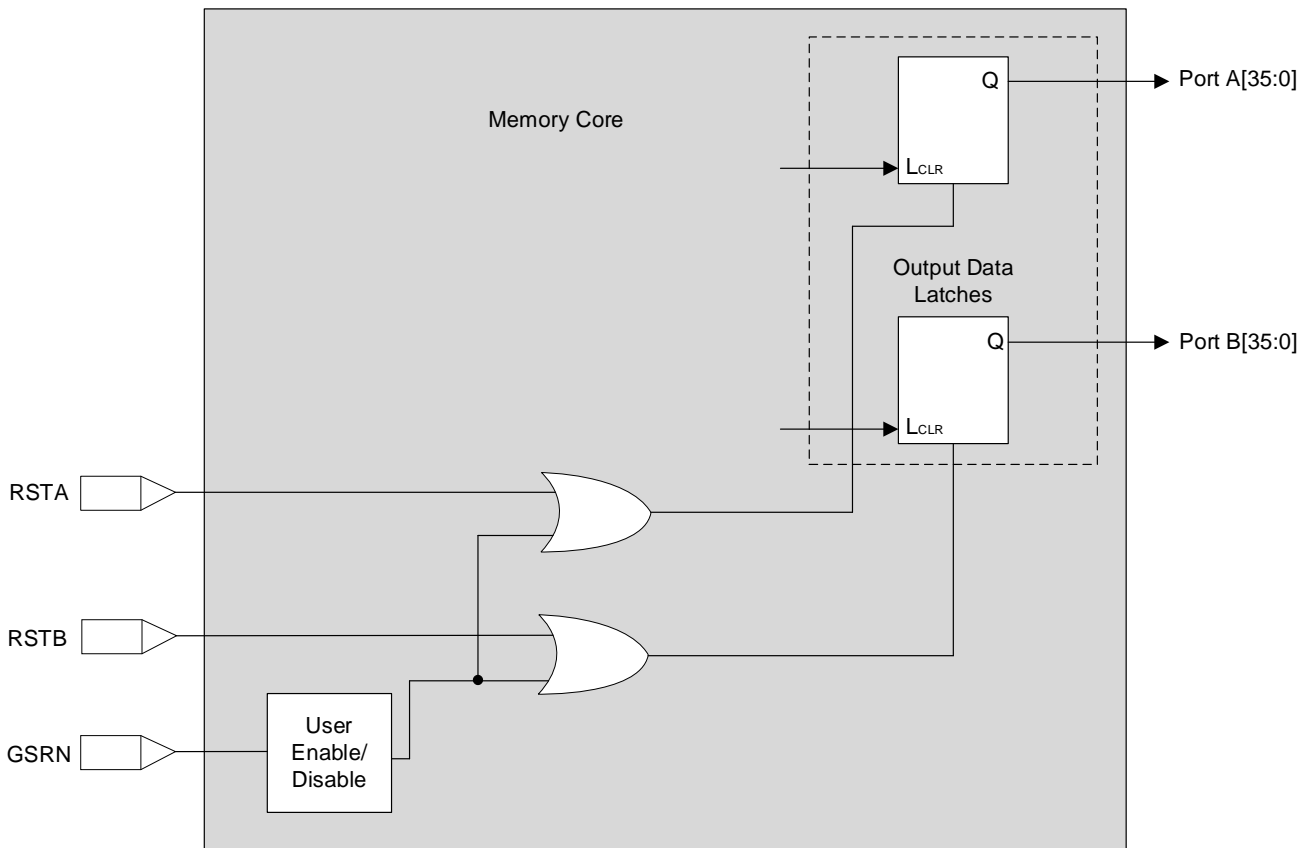 Memory Core
Q
Port A[35:0]
LCLR
Output Data
Latches
Q
Port B[35:0]
LCLR
RSTA
RSTB
GSRN
User
Enable/
Disable